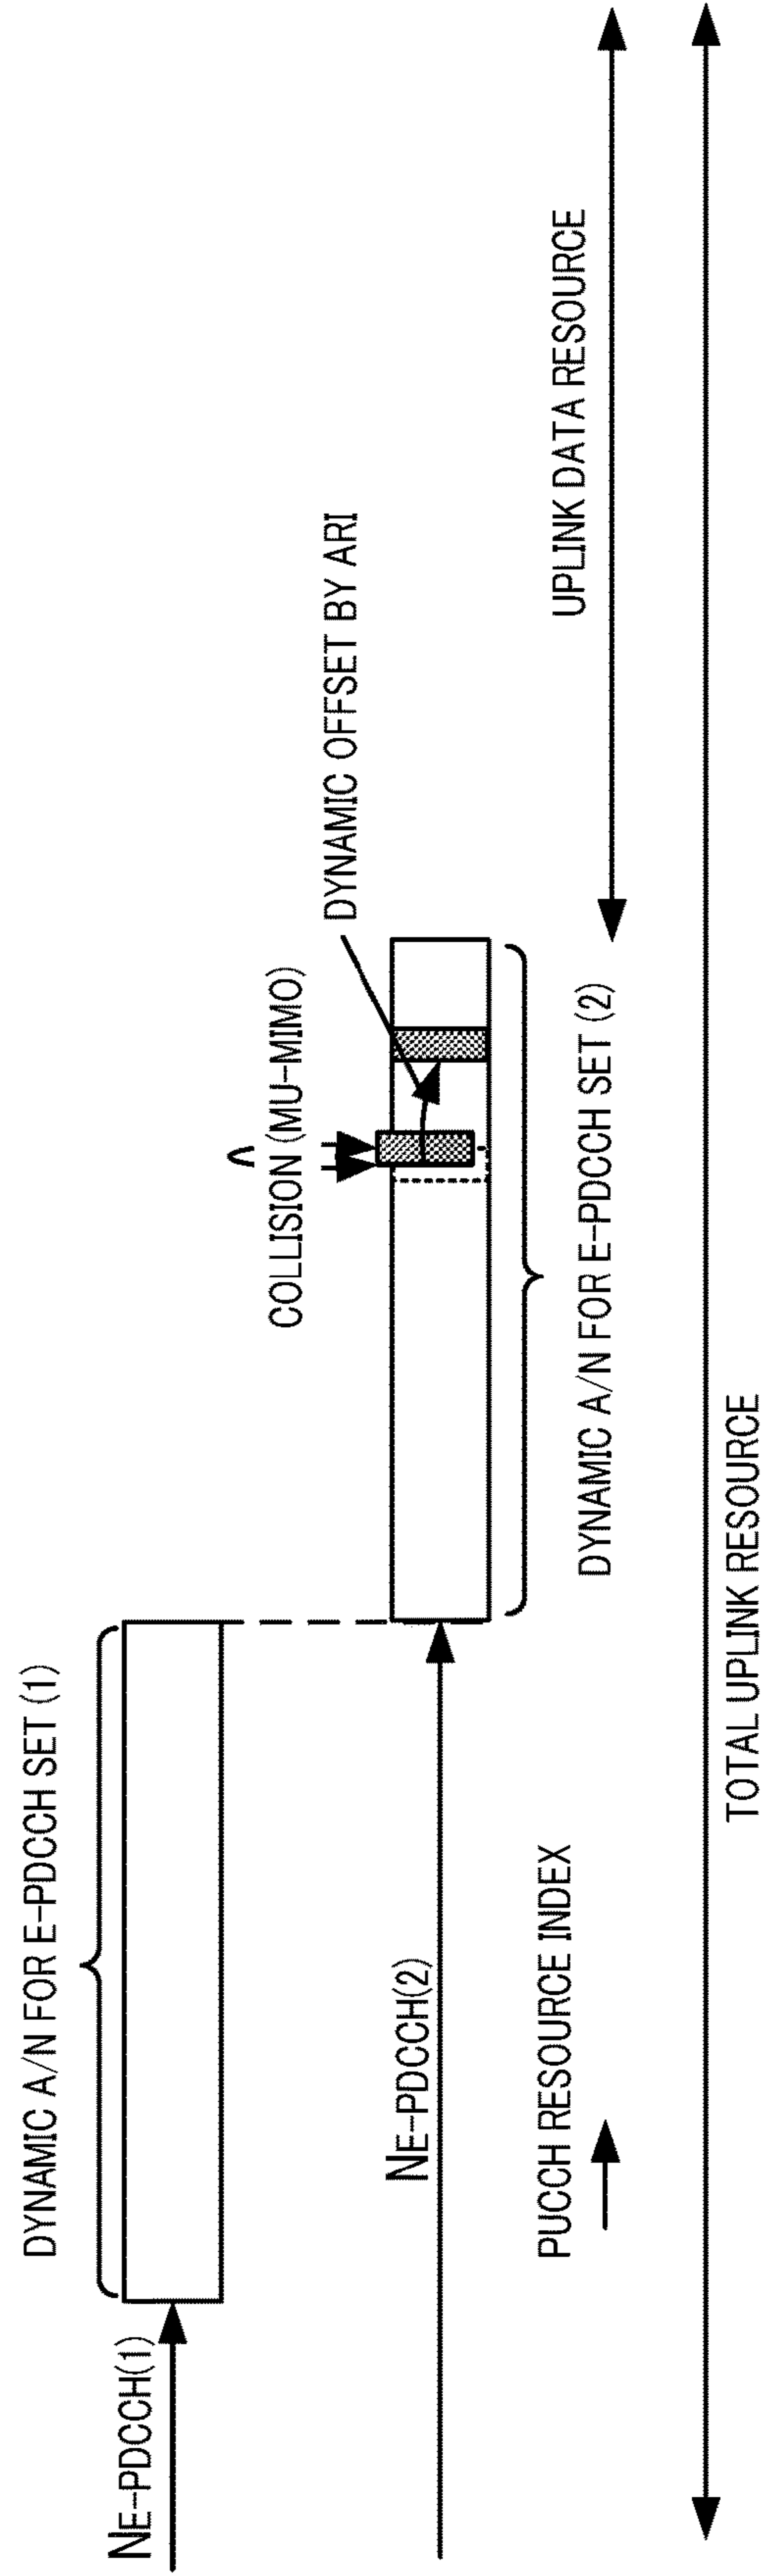 DYNAMIC A/N FOR E-PDCCH SET (1)
NE-PDCCH(1)
COLLISION (MU-MIMO)
DYNAMIC OFFSET BY ARI
NE-PDCCH(2)
PUCCH RESOURCE INDEX
DYNAMIC A/N FOR E-PDCCH SET (2)
UPLINK DATA RESOURCE
TOTAL UPLINK RESOURCE